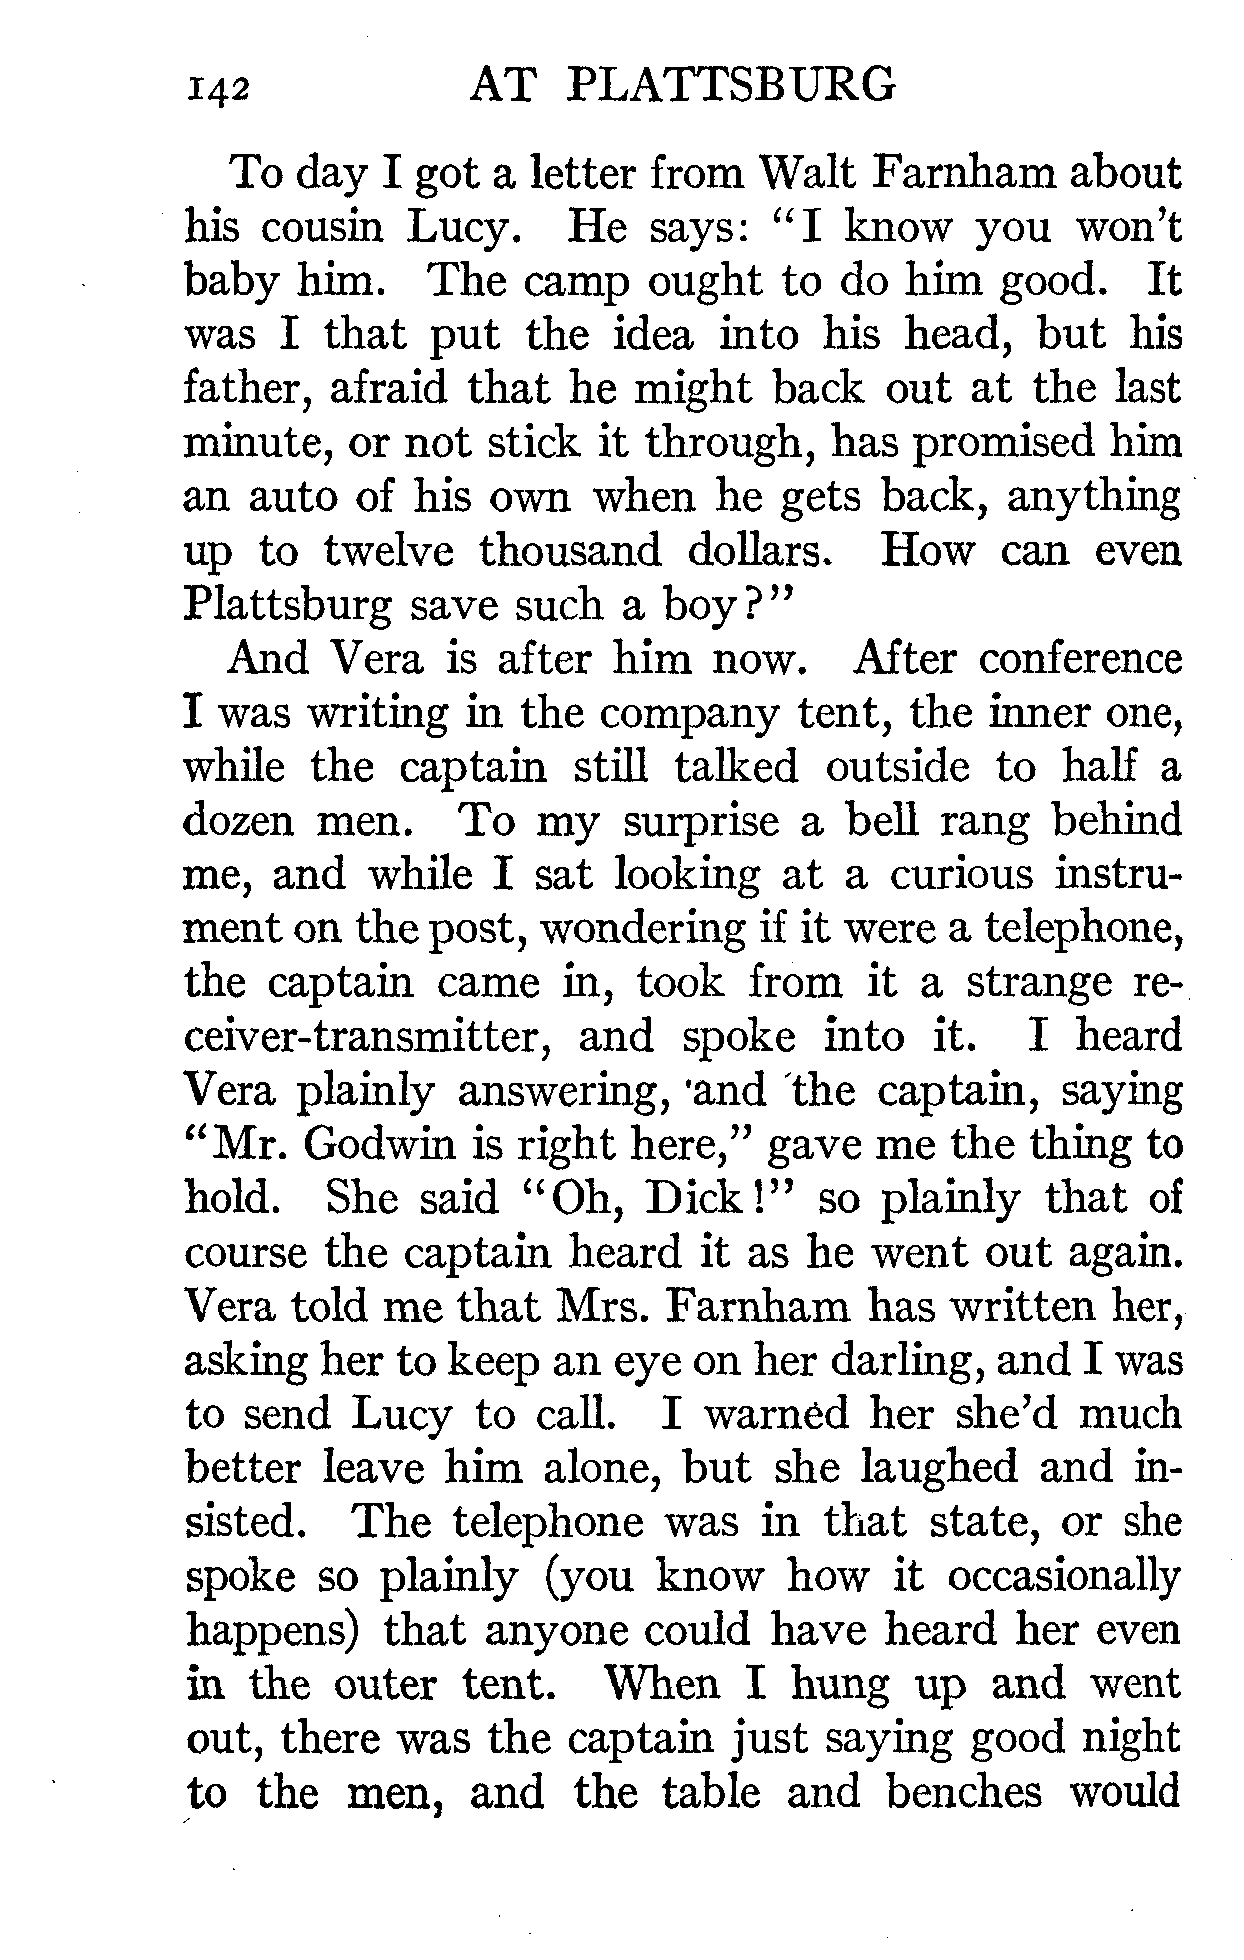 142 AT PLATTSBURG
To day I got a letter from Walt Farnham about
his cousin Lucy. He says: "I know you won't
baby him. The camp ought to do him good. It
was I that put the idea into his head, but his
father, afraid that he might back out at the last
minute, or not stick it through, has promised him
an auto of his own when he gets back, anything
up to twelve thousand dollars. How can even
Plattsburg save such a boy?"
And Vera is after him now. After conference
I was writing in the company tent, the inner one,
while the captain still talked outside to half a
dozen men. To my surprise a bell rang behind
me, and while I sat looking at a curious instru-
ment on the post, wondering if it were a telephone,
the captain came in, took from it a strange re-
ceiver-transmitter, and spoke into it. I heard
Vera plainly answering, and the captain, saying
"Mr. Godwin is right here," gave me the thing to
hold. She said "Oh, Dick!" so plainly that of
course the captain heard it as he went out again.
Vera told me that Mrs. Farnham has written her,
asking her to keep an eye on her darling, and I was
to send Lucy to call. I warned her she'd much
better leave him alone, but she laughed and in-
sisted. The telephone was in that state, or she
spoke so plainly (you know how it occasionally
happens) that anyone could have heard her even
in the outer tent. When I hung up and went
out, there was the captain just saying good night
to the men, and the table and benches would